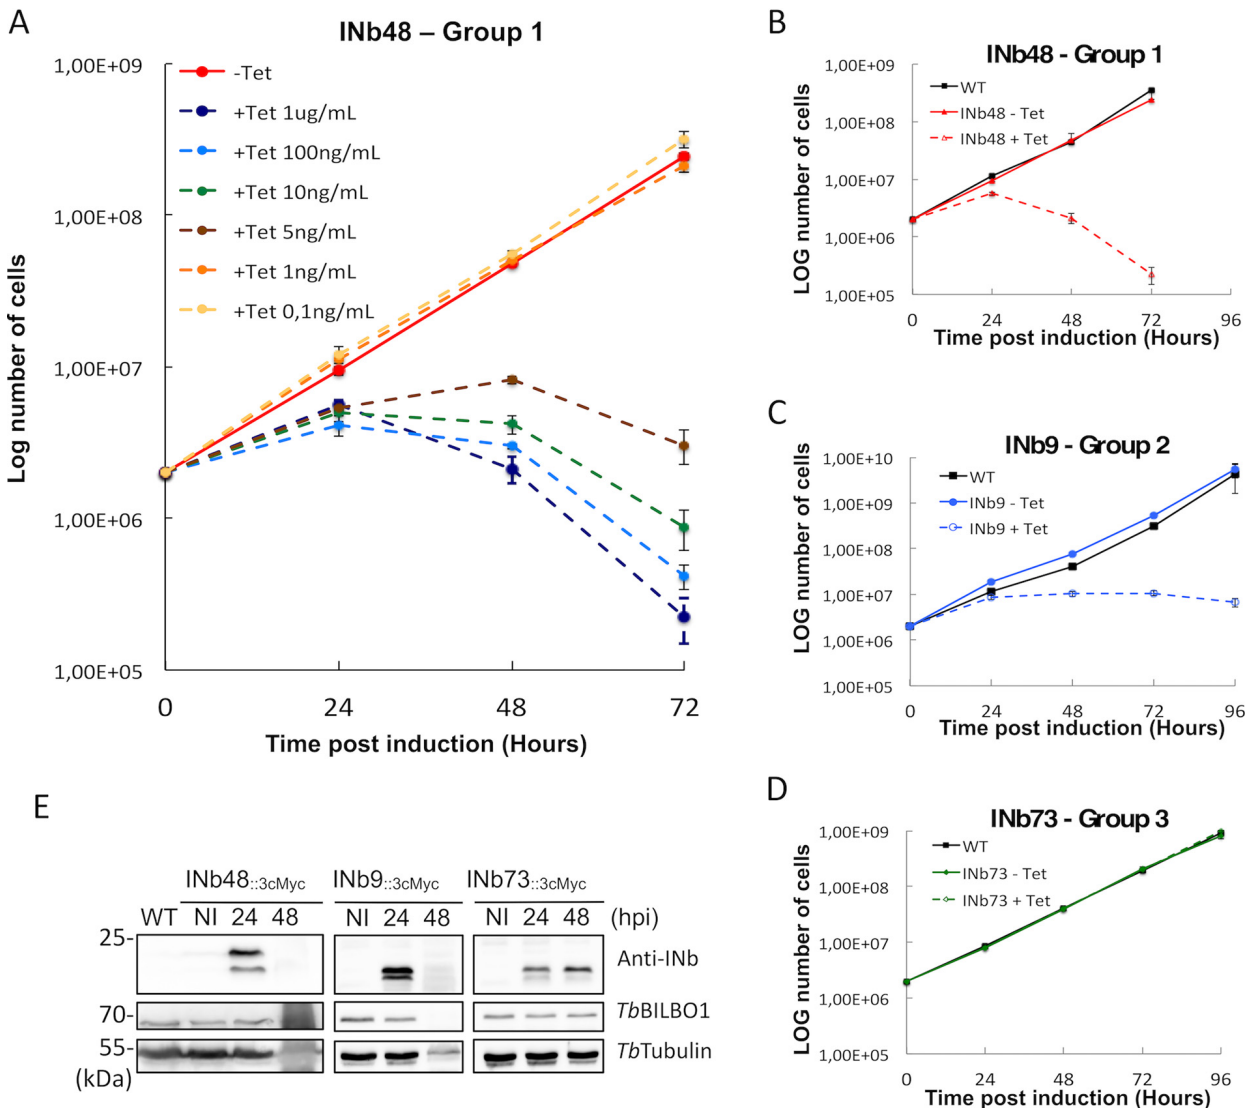 A
INb48 – Group 1
1,00E+09
1,00E+08
1,00E+07
1,00E+06
1,00E+05
Log number of cells
-Tet
+Tet 1ug/mL
+Tet 100ng/mL
+Tet 10ng/mL
+Tet 5ng/mL
+Tet 1ng/mL
+Tet 0,1ng/mL
0 24 48 72
Time post induction (Hours)
B
INb48 - Group 1
1,00E+09
1,00E+08
1,00E+07
1,00E+06
1,00E+05
LOG number of cells
WT
INb48 - Tet
INb48 + Tet
0 24 48 72 96
Time post induction (Hours)
C
INb9 - Group 2
1,00E+10
1,00E+09
1,00E+08
1,00E+07
1,00E+06
1,00E+05
LOG number of cells
WT
INb9 - Tet
INb9 + Tet
0 24 48 72 96
Time post induction (Hours)
D
INb73 - Group 3
1,00E+09
1,00E+08
1,00E+07
1,00E+06
1,00E+05
LOG number of cells
WT
INb73 - Tet
INb73 + Tet
0 24 48 72 96
Time post induction (Hours)
E
INb48::3cMyc INb9::3cMyc INb73::3cMyc
WT NI 24 48 NI 24 48 NI 24 48 (hpi)
25-
Anti-INb
70-
TbBILBO1
55-
TbTubulin
(kDa)